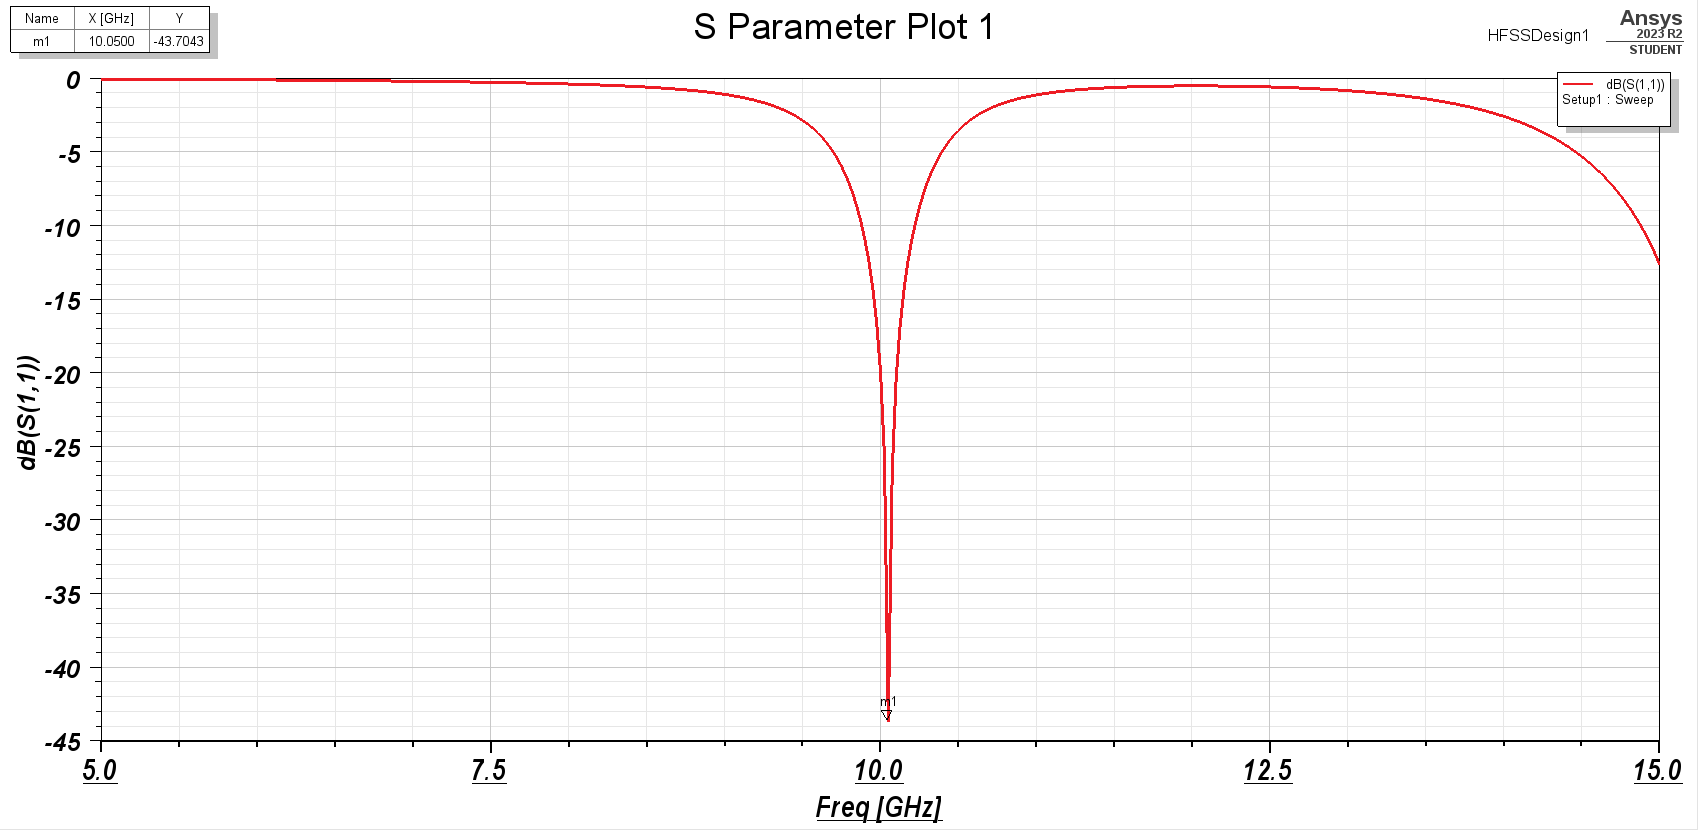 Name X [GHz] Y
m1 10.0500 -43.7043
S Parameter Plot 1
HFSSDesign1
Ansys
2023 R2
STUDENT
dB(S(1,1))
Setup1 : Sweep
0
-5
-10
-15
-20
-25
-30
-35
-40
-45
dB(S(1,1))
m1
5.0 7.5 10.0 12.5 15.0
Freq [GHz]